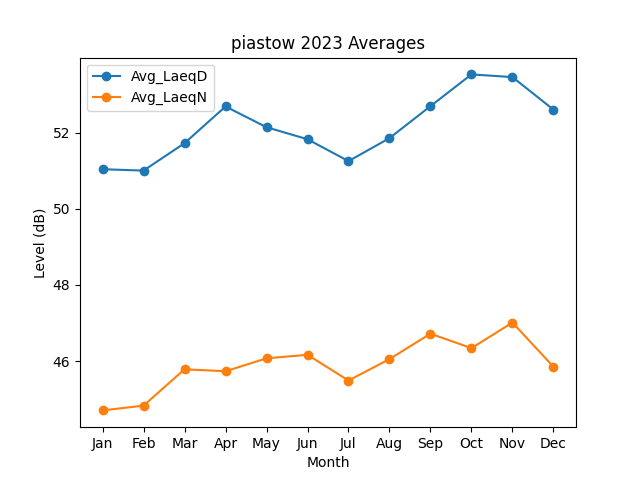 piastow 2023 Averages
Avg_LaeqD
Avg_LaeqN
Level (dB)
52
50
48
46
Jan Feb Mar Apr May Jun Jul Aug Sep Oct Nov Dec
Month